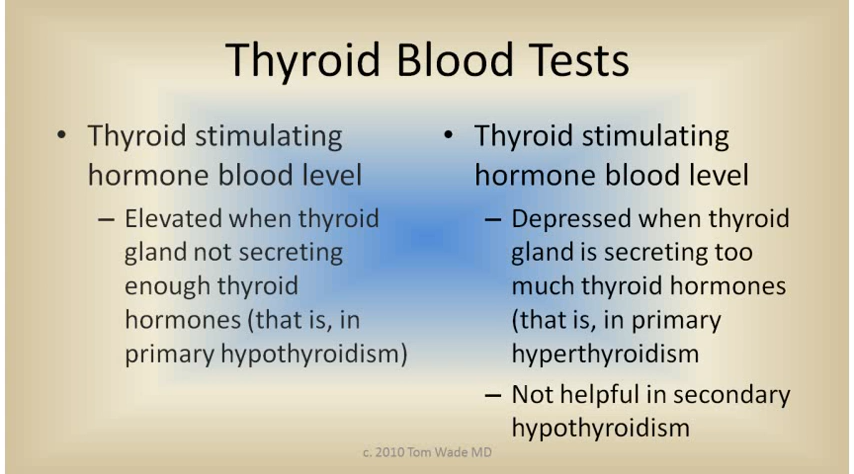 Thyroid Blood Tests
• Thyroid stimulating
hormone blood level
– Elevated when thyroid
gland not secreting
enough thyroid
hormones (that is, in
primary hypothyroidism)
• Thyroid stimulating
hormone blood level
– Depressed when thyroid
gland is secreting too
much thyroid hormones
(that is, in primary
hyperthyroidism
– Not helpful in secondary
hypothyroidism
c. 2010 Tom Wade MD